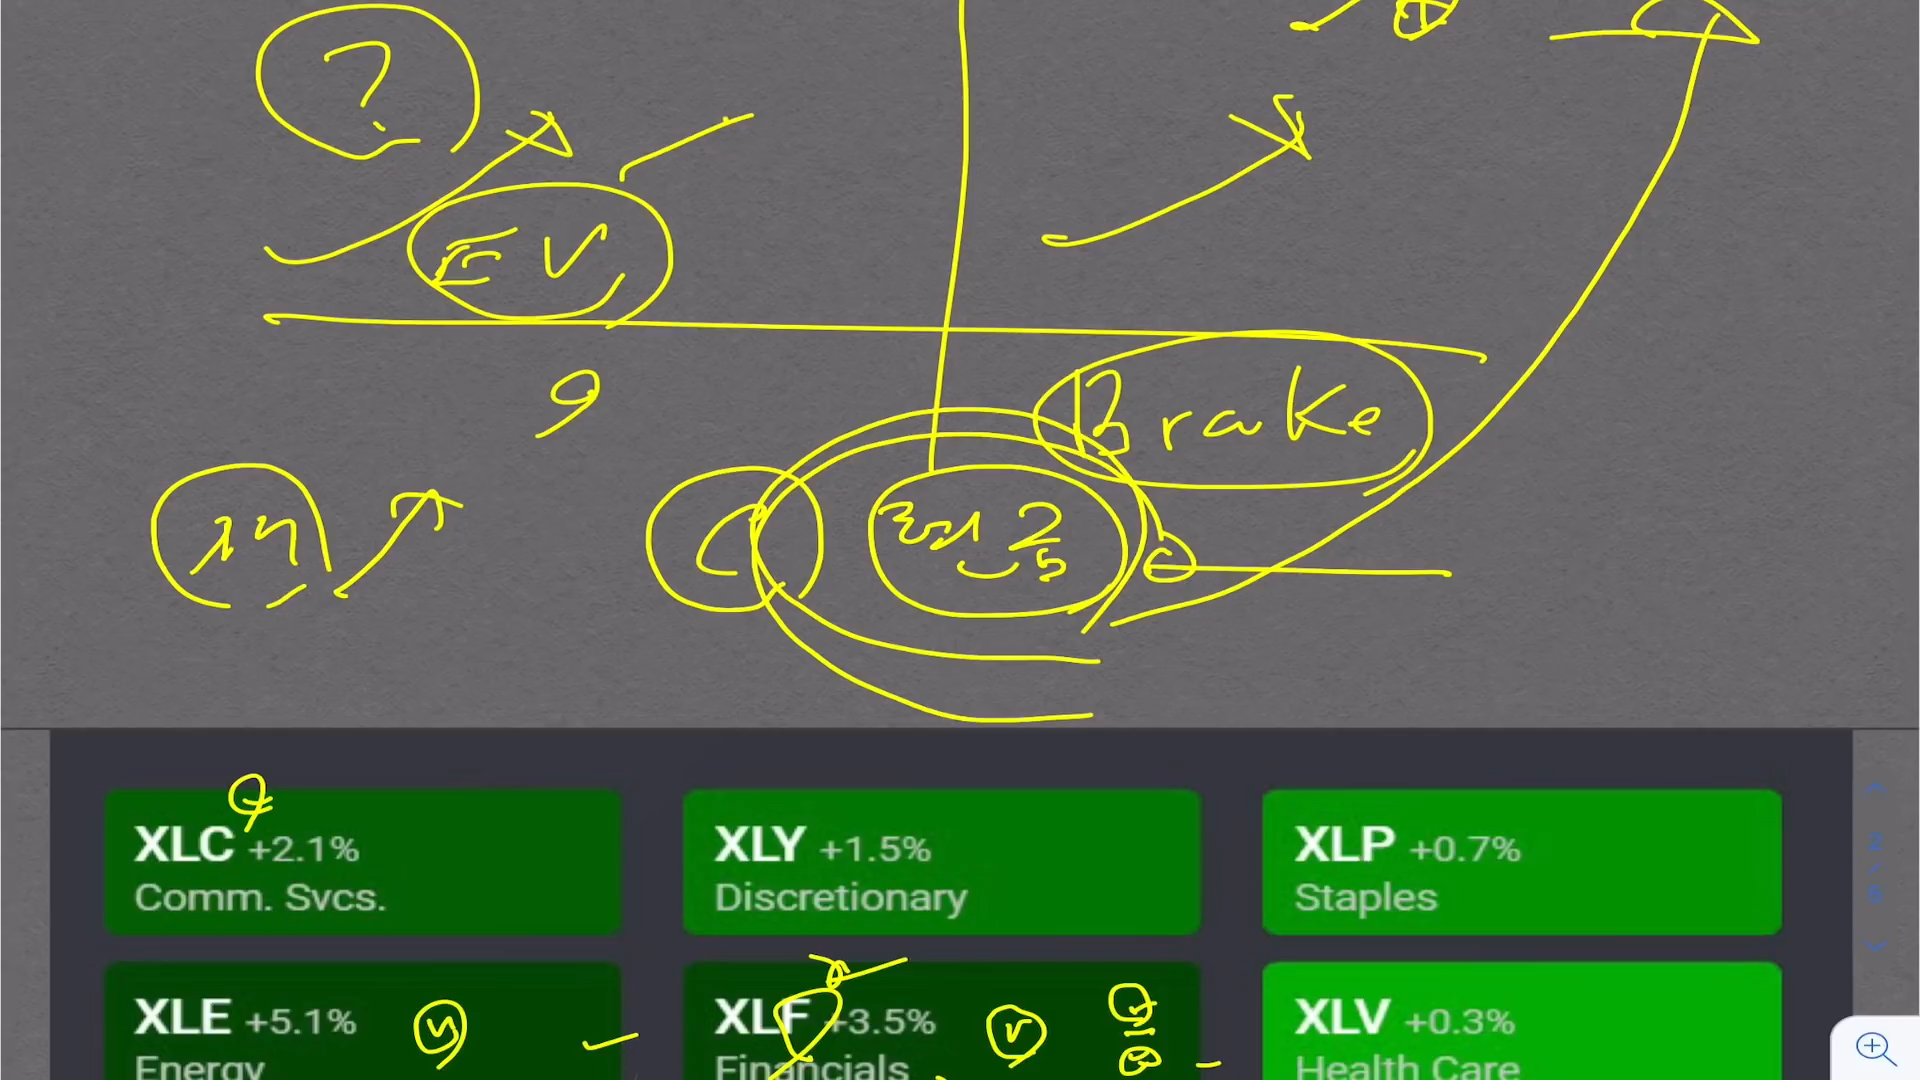 ?
EV
Brake
XLC +2.1%
Comm. Svcs.
XLY +1.5%
Discretionary
XLP +0.7%
Staples
XLE +5.1%
Energy
XLF +3.5%
Financials
XLV +0.3%
Health Care